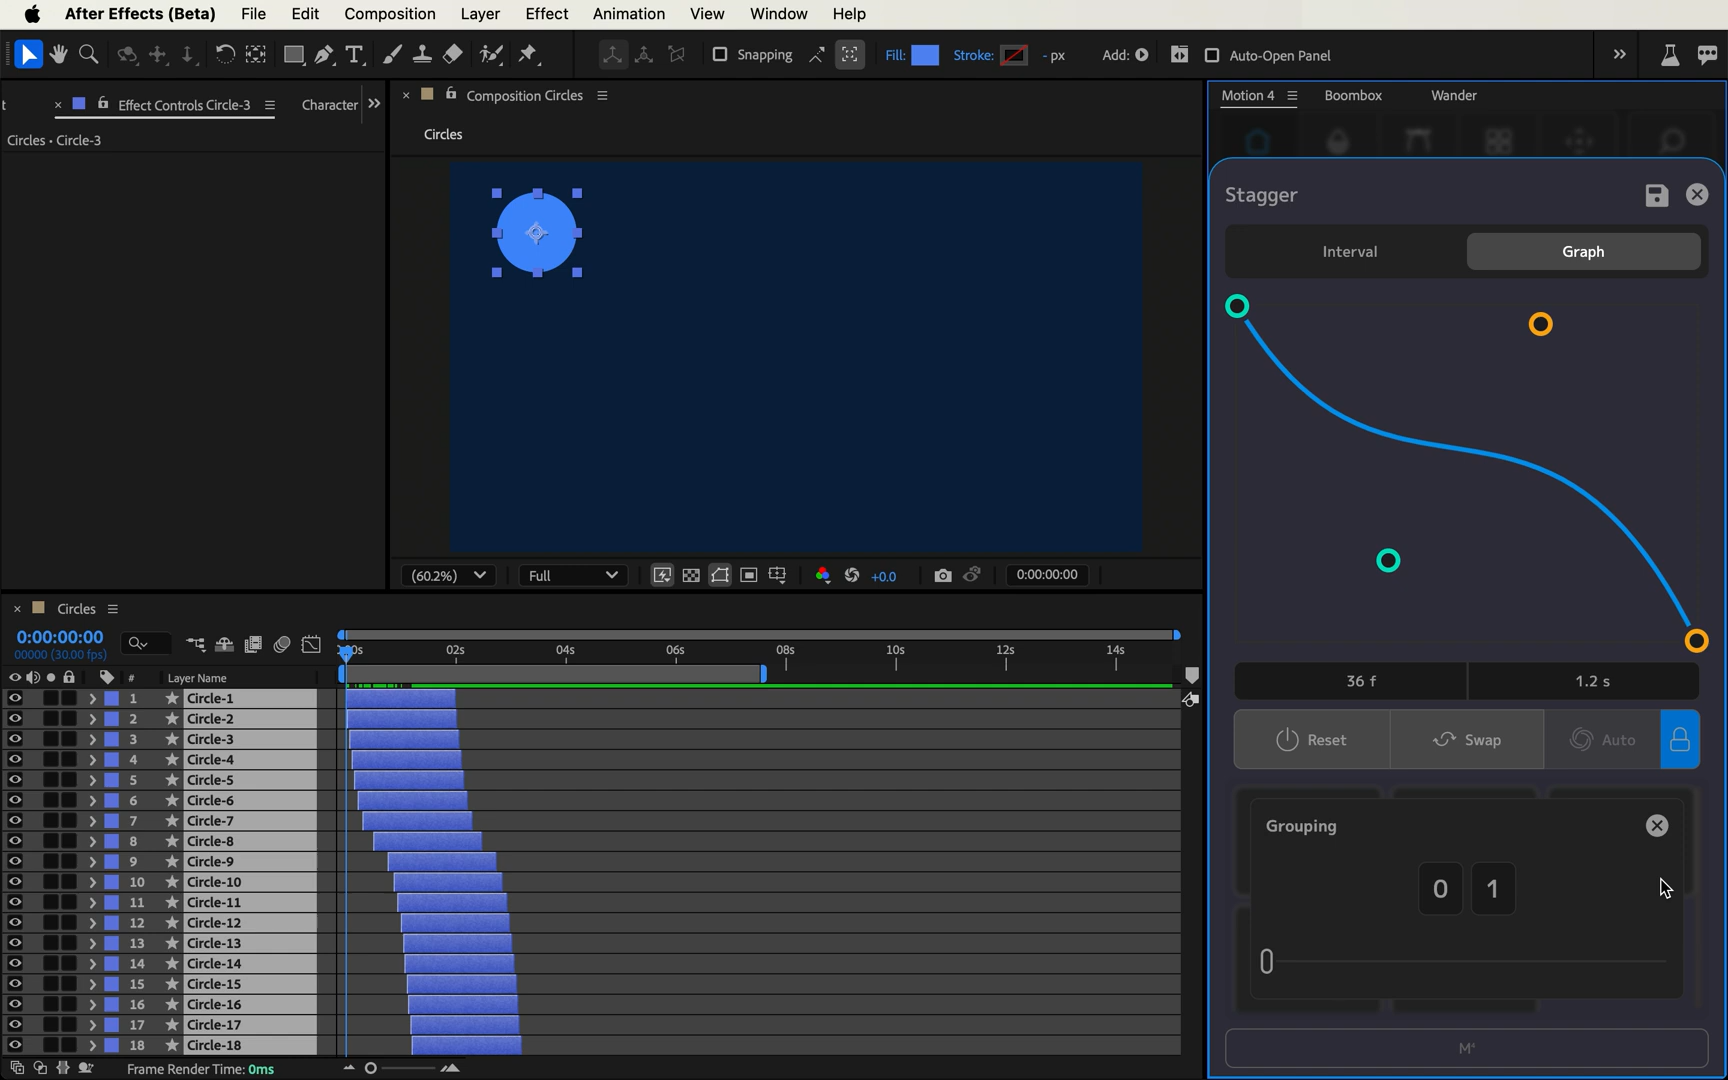 After Effects (Beta) File Edit Composition Layer Effect Animation View Window Help
Snapping Fill: Stroke: - px Add: Auto-Open Panel
t × Effect Controls Circle-3 Character
Circles • Circle-3
× Composition Circles
Circles
Motion 4 Boombox Wander
Stagger
Interval Graph
36 f 1.2 s
Reset Swap Auto
Grouping
0 1
M⁴
(60.2%) Full +0.0 0:00:00:00
× Circles
0:00:00:00
00000 (30.00 fps)
02s 04s 06s 08s 10s 12s 14s
# Layer Name
1 Circle-1
2 Circle-2
3 Circle-3
4 Circle-4
5 Circle-5
6 Circle-6
7 Circle-7
8 Circle-8
9 Circle-9
10 Circle-10
11 Circle-11
12 Circle-12
13 Circle-13
14 Circle-14
15 Circle-15
16 Circle-16
17 Circle-17
18 Circle-18
Frame Render Time: 0ms